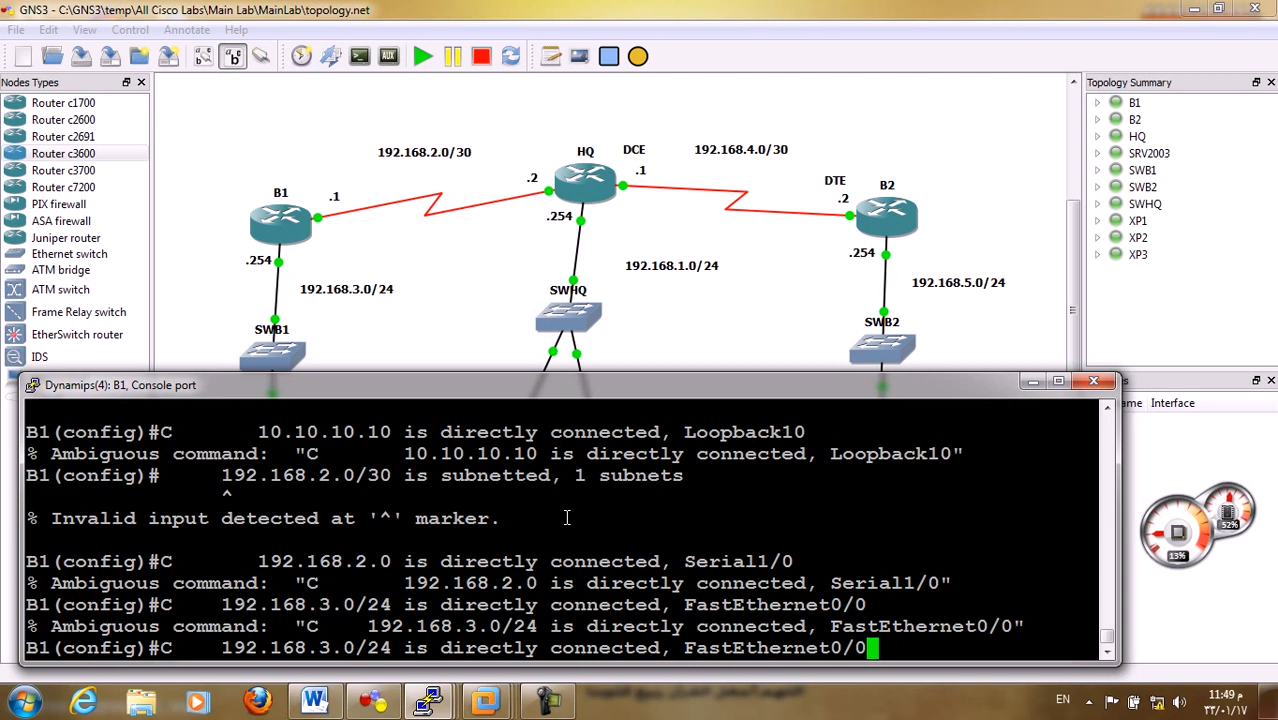 GNS3 - C:\GNS3\temp\All Cisco Labs\Main Lab\MainLab\topology.net
File Edit View Control Annotate Help
Nodes Types
Router c1700
Router c2600
Router c2691
Router c3600
Router c3700
Router c7200
PIX firewall
ASA firewall
Juniper router
Ethernet switch
ATM bridge
ATM switch
Frame Relay switch
EtherSwitch router
IDS
192.168.2.0/30
HQ
DCE
192.168.4.0/30
.2
.1
DTE
B2
B1
.1
.2
.254
.254
.254
192.168.1.0/24
192.168.3.0/24
192.168.5.0/24
SWHQ
SWB1
SWB2
Topology Summary
B1
B2
HQ
SRV2003
SWB1
SWB2
SWHQ
XP1
XP2
XP3
Interface
13%
52%
Dynamips(4): B1, Console port
B1(config)#C       10.10.10.10 is directly connected, Loopback10
% Ambiguous command:  "C       10.10.10.10 is directly connected, Loopback10"
B1(config)#     192.168.2.0/30 is subnetted, 1 subnets
^
% Invalid input detected at '^' marker.
B1(config)#C       192.168.2.0 is directly connected, Serial1/0
% Ambiguous command:  "C       192.168.2.0 is directly connected, Serial1/0"
B1(config)#C    192.168.3.0/24 is directly connected, FastEthernet0/0
% Ambiguous command:  "C    192.168.3.0/24 is directly connected, FastEthernet0/0"
B1(config)#C    192.168.3.0/24 is directly connected, FastEthernet0/0
EN
11:49 م
٣٣/٠١/١٧